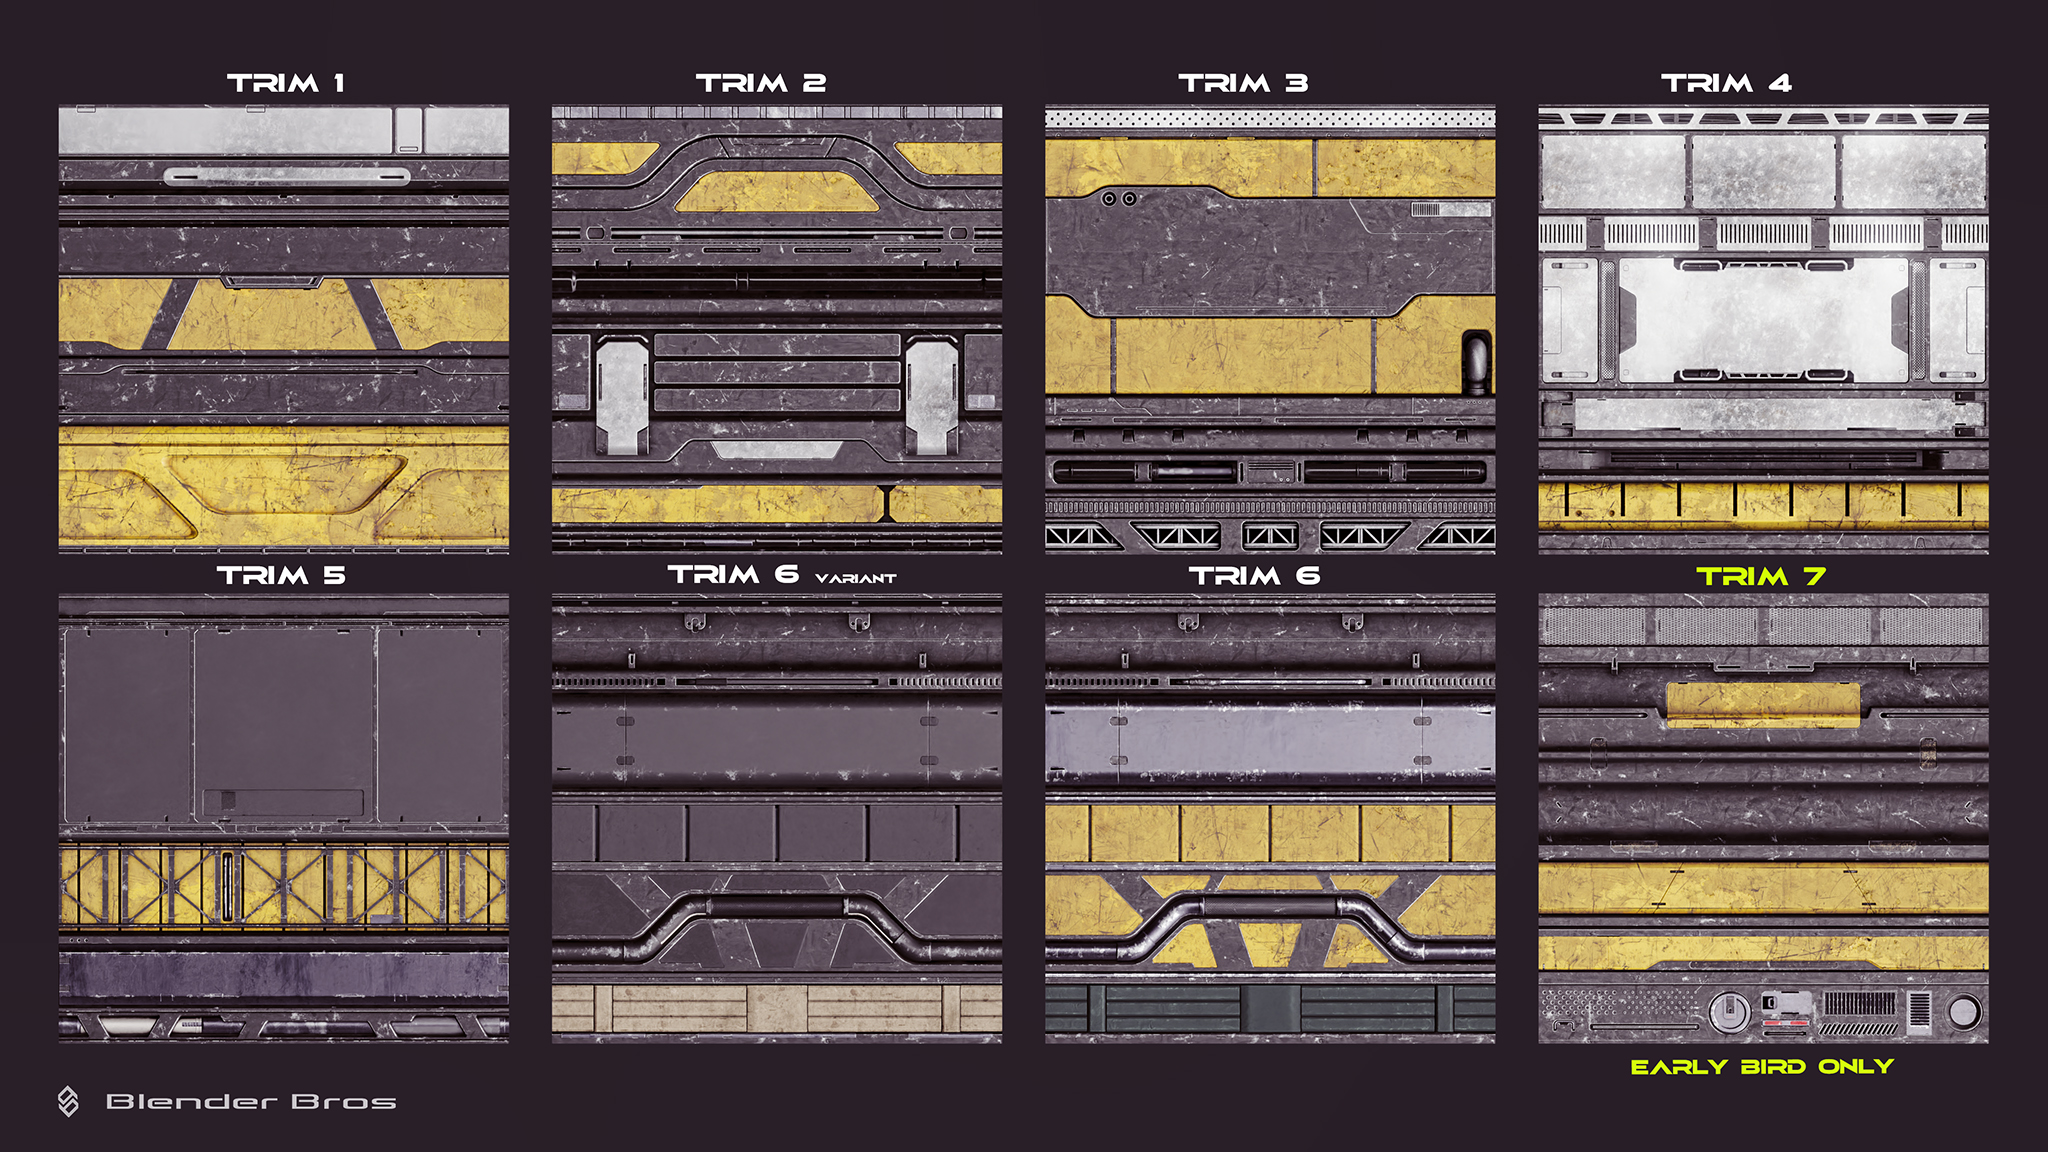 TRIM 1
TRIM 2
TRIM 3
TRIM 4
TRIM 5
TRIM 6 VARIANT
TRIM 6
TRIM 7
EARLY BIRD ONLY
Blender Bros